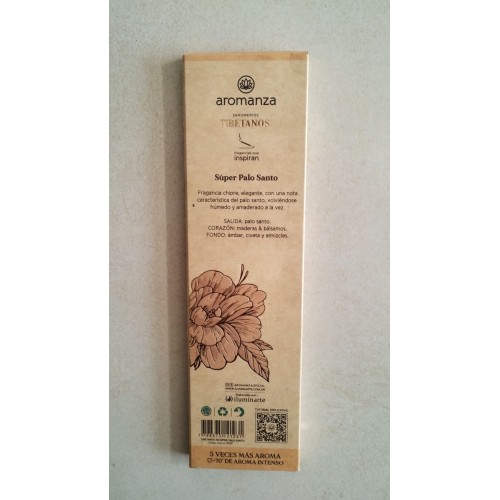 aromanza
SAHUMERIOS
TIBETANOS
Fragancias que
inspiran
Súper Palo Santo
Fragancia chipre, elegante, con una nota
característica del palo santo, volviéndose
húmedo y amaderado a la vez.
SALIDA: palo santo.
CORAZÓN: maderas & bálsamos.
FONDO: ámbar, civeta y almizcles.
iluminarte
5 VECES MÁS AROMA
DE AROMA INTENSO